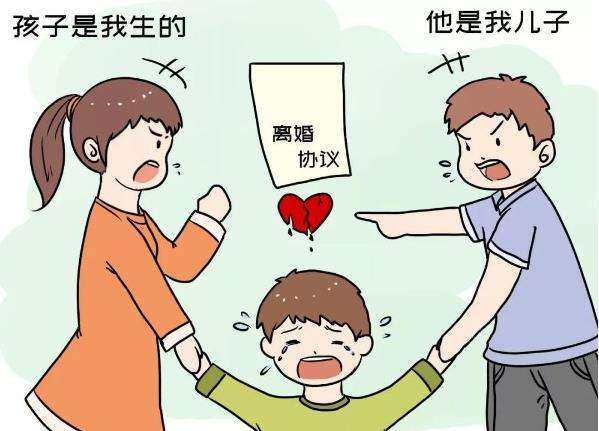 孩子是我生的
他是我儿子
离婚
协议